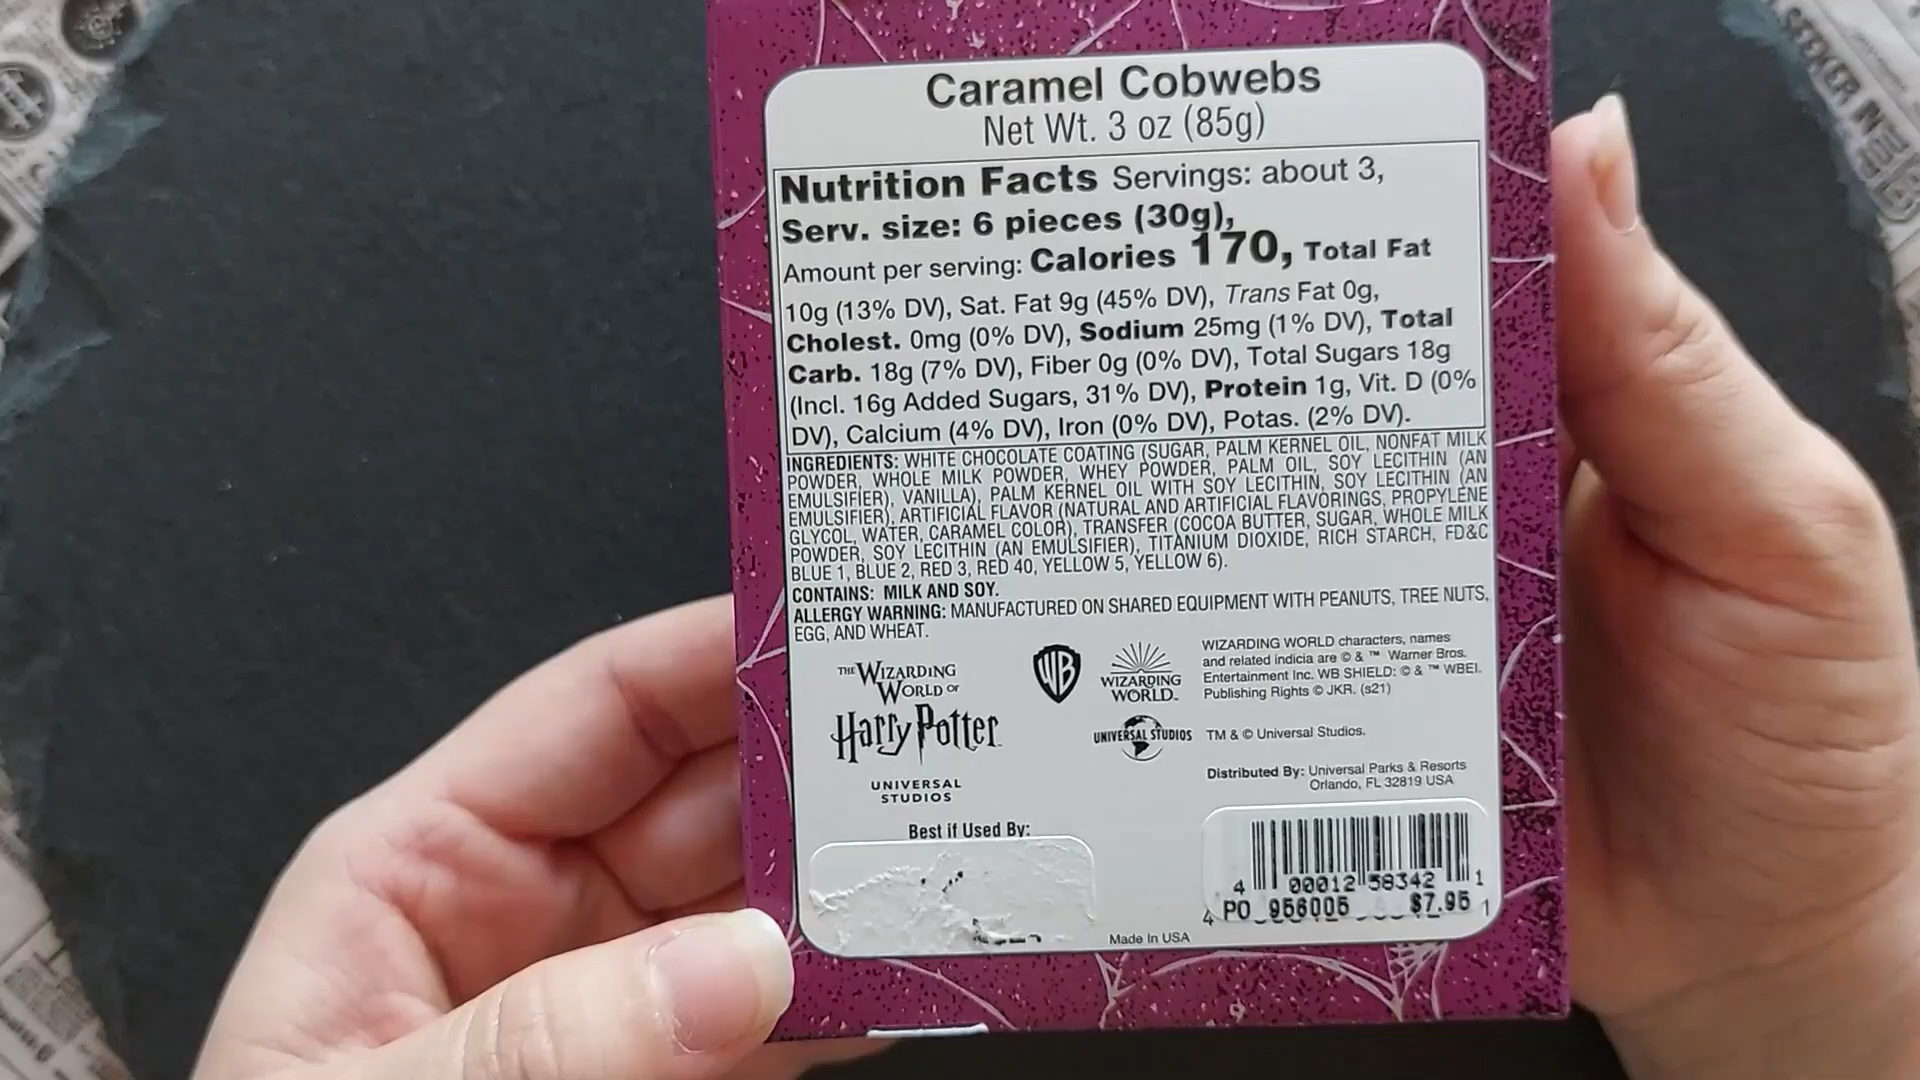 Caramel Cobwebs
Net Wt. 3 oz (85g)
Nutrition Facts Servings: about 3,
Serv. size: 6 pieces (30g),
Amount per serving: Calories 170, Total Fat
10g (13% DV), Sat. Fat 9g (45% DV), Trans Fat 0g,
Cholest. 0mg (0% DV), Sodium 25mg (1% DV), Total
Carb. 18g (7% DV), Fiber 0g (0% DV), Total Sugars 18g
(Incl. 16g Added Sugars, 31% DV), Protein 1g, Vit. D (0%
DV), Calcium (4% DV), Iron (0% DV), Potas. (2% DV).
INGREDIENTS: WHITE CHOCOLATE COATING (SUGAR, PALM KERNEL OIL, NONFAT MILK
POWDER, WHOLE MILK POWDER, WHEY POWDER, PALM OIL, SOY LECITHIN (AN
EMULSIFIER), VANILLA), PALM KERNEL OIL WITH SOY LECITHIN, SOY LECITHIN (AN
EMULSIFIER), ARTIFICIAL FLAVOR (NATURAL AND ARTIFICIAL FLAVORINGS, PROPYLENE
GLYCOL, WATER, CARAMEL COLOR), TRANSFER (COCOA BUTTER, SUGAR, WHOLE MILK
POWDER, SOY LECITHIN (AN EMULSIFIER), TITANIUM DIOXIDE, RICH STARCH, FD&C
BLUE 1, BLUE 2, RED 3, RED 40, YELLOW 5, YELLOW 6).
CONTAINS: MILK AND SOY.
ALLERGY WARNING: MANUFACTURED ON SHARED EQUIPMENT WITH PEANUTS, TREE NUTS,
EGG, AND WHEAT.
THE WIZARDING
WORLD OF
Harry Potter
UNIVERSAL
STUDIOS
WB
WIZARDING
WORLD
WIZARDING WORLD characters, names
and related indicia are © & ™ Warner Bros.
Entertainment Inc. WB SHIELD: © & ™ WBEI.
Publishing Rights © JKR. (s21)
UNIVERSAL STUDIOS
TM & © Universal Studios.
Distributed By: Universal Parks & Resorts
Orlando, FL 32819 USA
Best if Used By:
4 00012 58342 1
PO 956005 $7.95
Made In USA